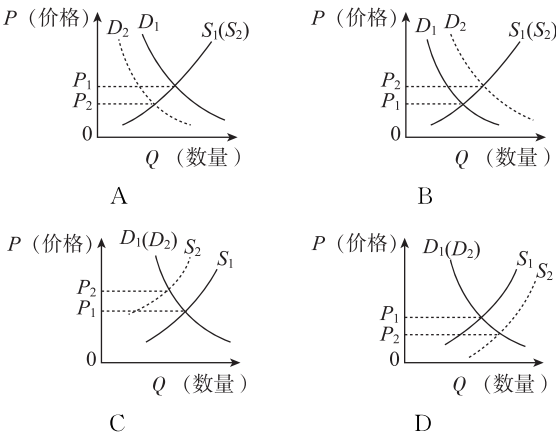 P（价格） D₂ D₁ S₁(S₂)
P₁
P₂
0
Q （数量）
A
P（价格） D₁ D₂ S₁(S₂)
P₂
P₁
0
Q （数量）
B
P（价格） D₁(D₂) S₂ S₁
P₂
P₁
0
Q （数量）
C
P（价格） D₁(D₂) S₁ S₂
P₁
P₂
0
Q （数量）
D